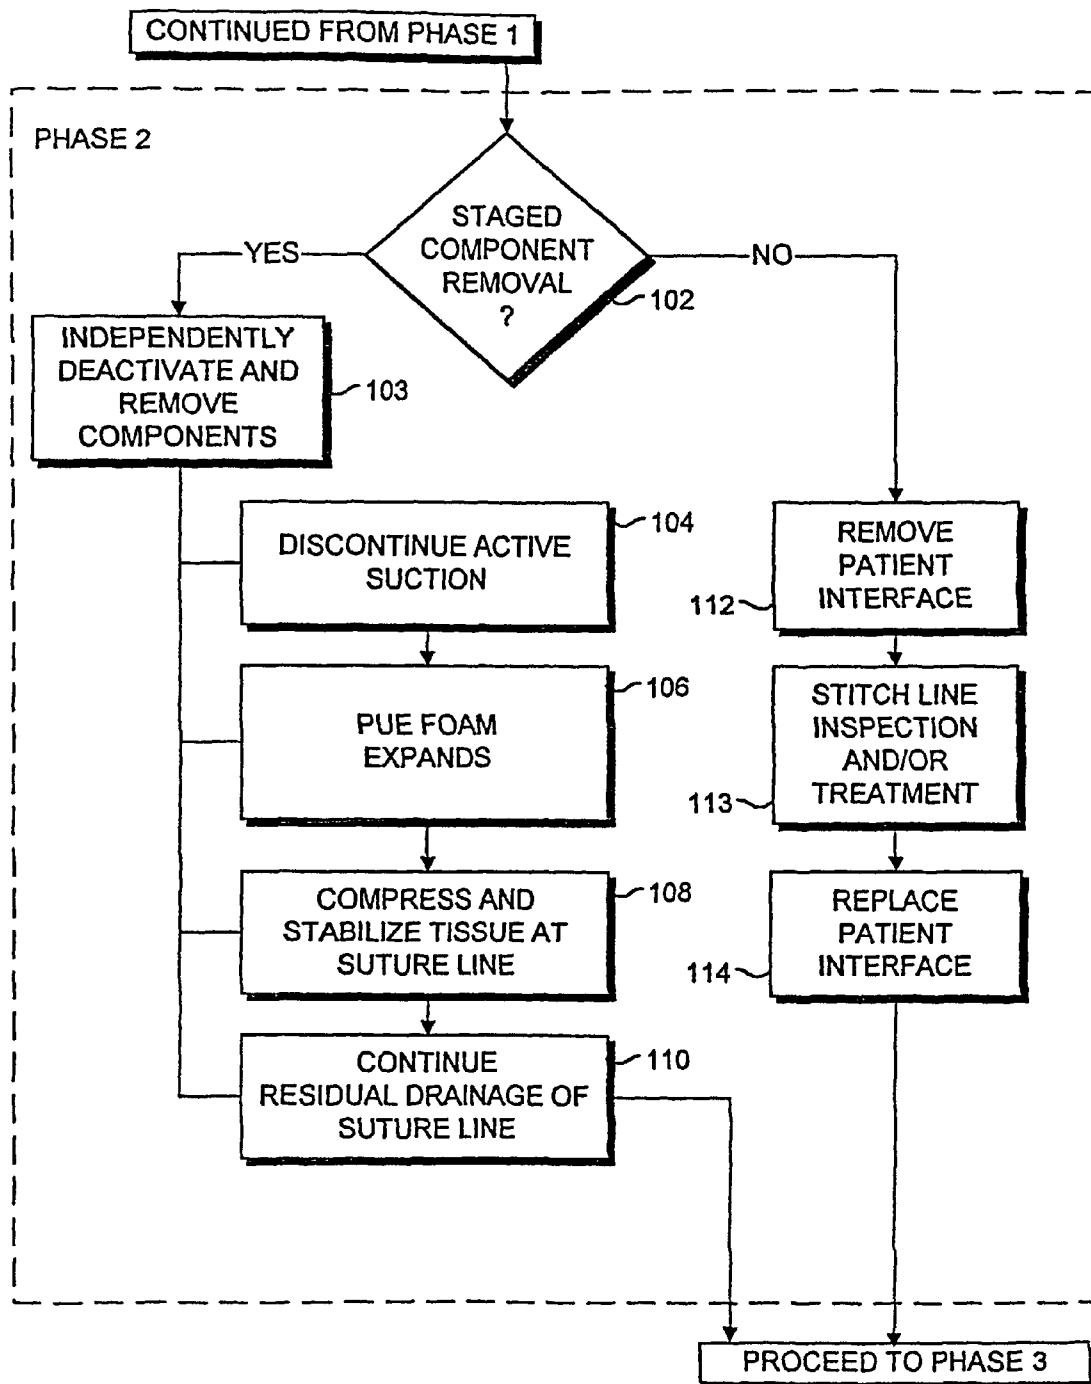 CONTINUED FROM PHASE 1
PHASE 2
STAGED
COMPONENT
REMOVAL
?
102
YES
NO
INDEPENDENTLY
DEACTIVATE AND
REMOVE
COMPONENTS
103
DISCONTINUE ACTIVE
SUCTION
104
PUE FOAM
EXPANDS
106
COMPRESS AND
STABILIZE TISSUE AT
SUTURE LINE
108
CONTINUE
RESIDUAL DRAINAGE OF
SUTURE LINE
110
REMOVE
PATIENT
INTERFACE
112
STITCH LINE
INSPECTION
AND/OR
TREATMENT
113
REPLACE
PATIENT
INTERFACE
114
PROCEED TO PHASE 3